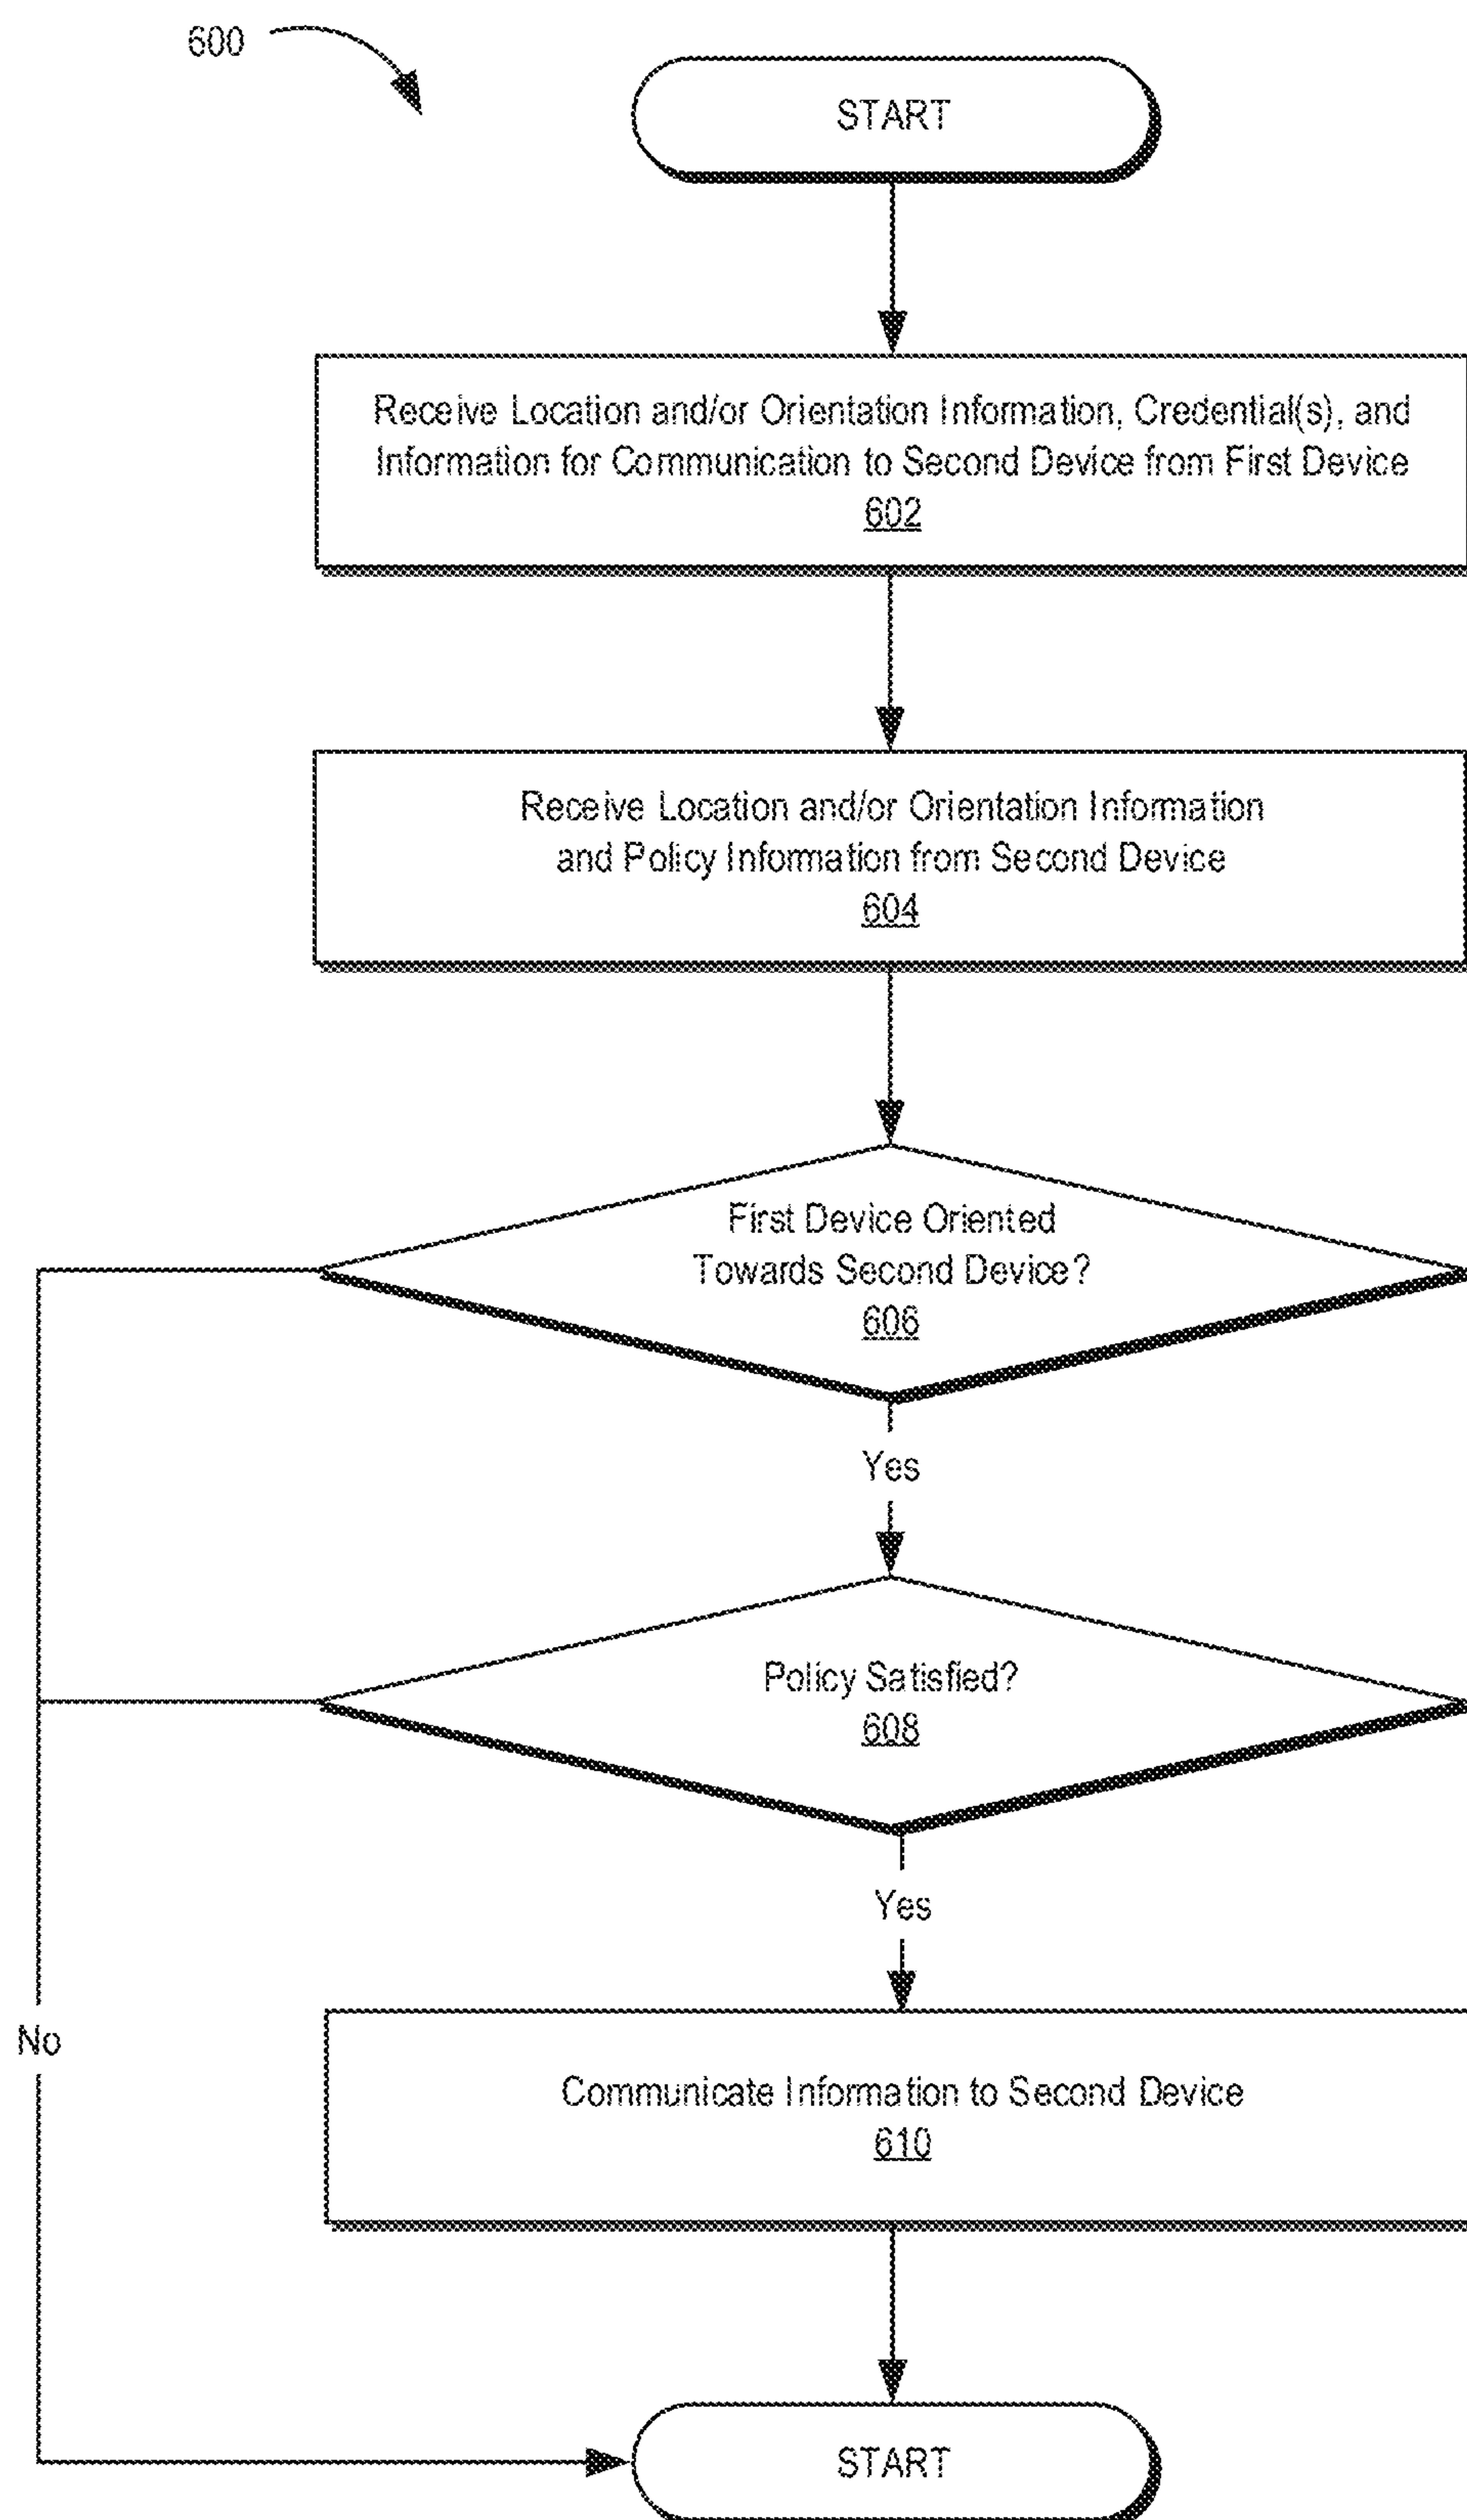 600
START
Receive Location and/or Orientation Information, Credential(s), and
Information for Communication to Second Device from First Device
602
Receive Location and/or Orientation Information
and Policy Information from Second Device
604
First Device Oriented
Towards Second Device?
606
Yes
Policy Satisfied?
608
Yes
No
Communicate Information to Second Device
610
START